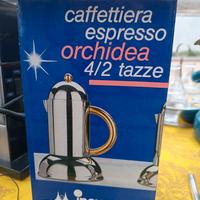 caffettiera
espresso
orchidea
4/2 tazze